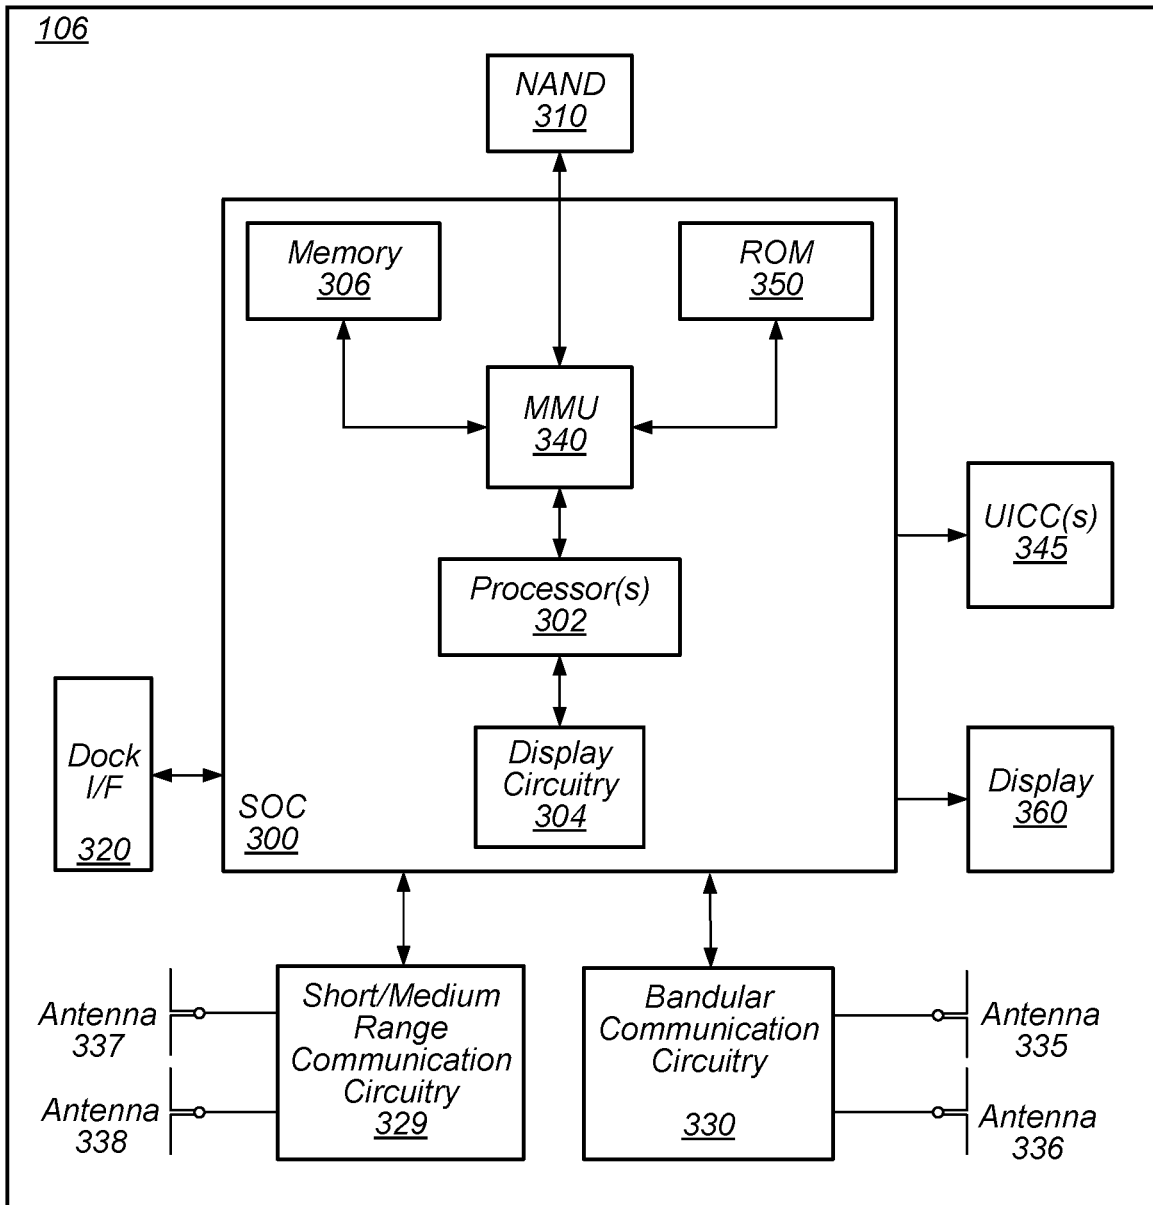 106
NAND
310
Memory
306
ROM
350
MMU
340
UICC(s)
345
Processor(s)
302
Dock
I/F
320
Display
Circuitry
304
SOC
300
Display
360
Short/Medium
Range
Communication
Circuitry
329
Bandular
Communication
Circuitry
330
Antenna
337
Antenna
338
Antenna
335
Antenna
336